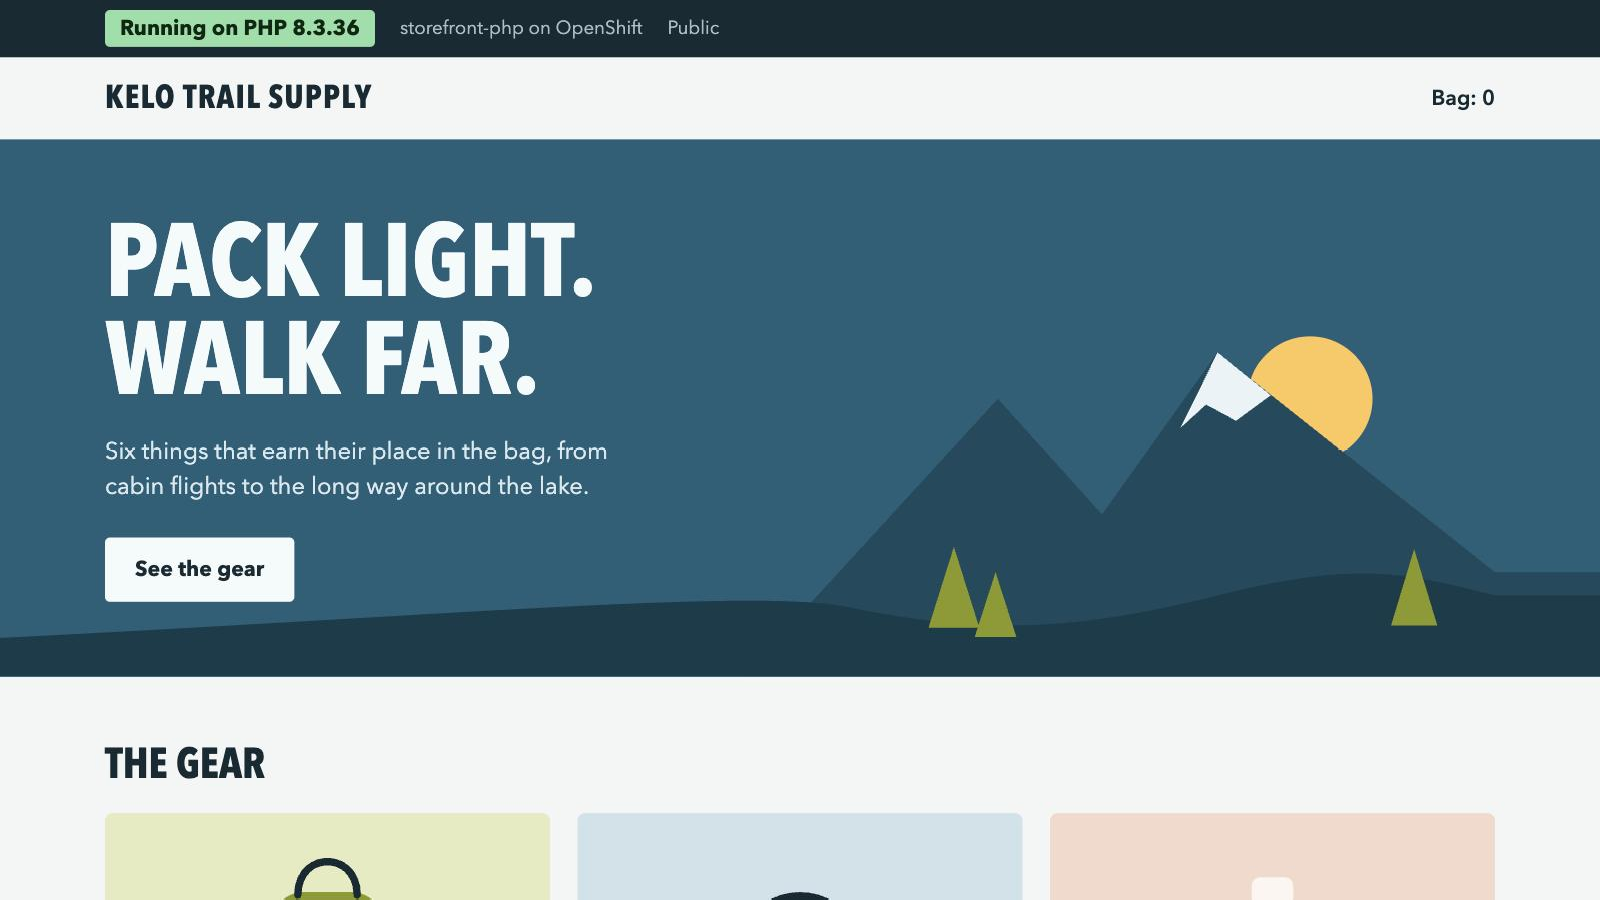 Running on PHP 8.3.36
storefront-php on OpenShift
Public
KELO TRAIL SUPPLY
Bag: 0
PACK LIGHT.
WALK FAR.
Six things that earn their place in the bag, from
cabin flights to the long way around the lake.
See the gear
THE GEAR